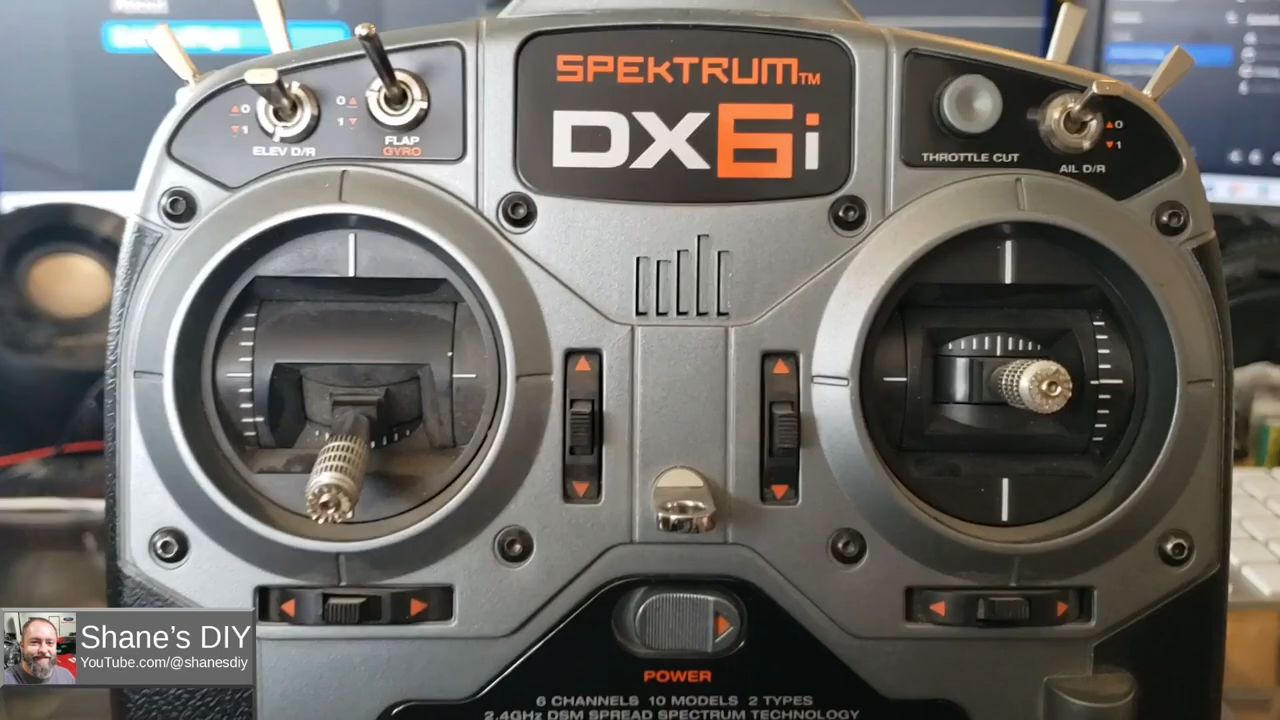 SPEKTRUM™
DX6i
▲0
▼1
ELEV D/R
0▲
1▼
FLAP
GYRO
THROTTLE CUT
▲0
▼1
AIL D/R
POWER
6 CHANNELS 10 MODELS 2 TYPES
2.4GHz DSM SPREAD SPECTRUM TECHNOLOGY
Shane's DIY
YouTube.com/@shanesdiy